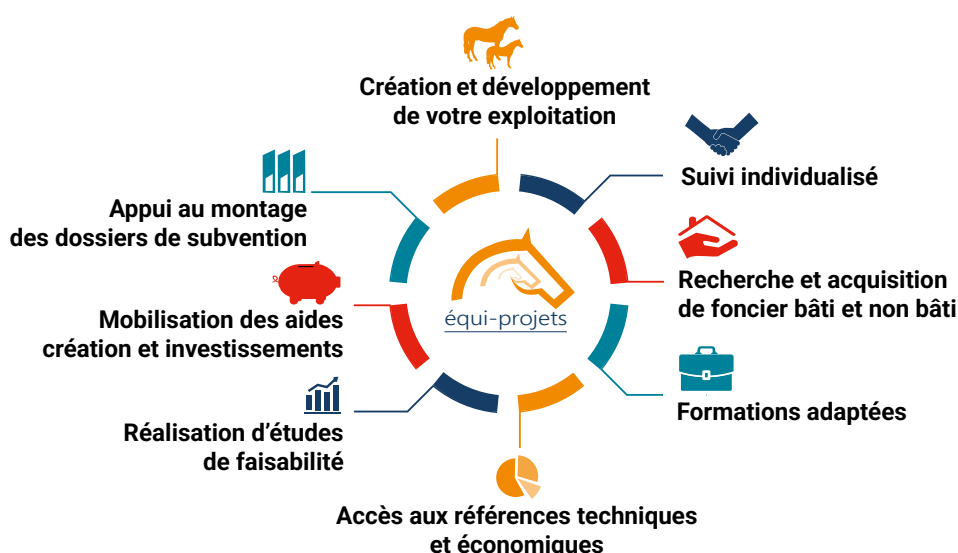 Création et développement
de votre exploitation
Suivi individualisé
Appui au montage
des dossiers de subvention
Recherche et acquisition
de foncier bâti et non bâti
équi-projets
Mobilisation des aides
création et investissements
Formations adaptées
Réalisation d’études
de faisabilité
Accès aux références techniques
et économiques